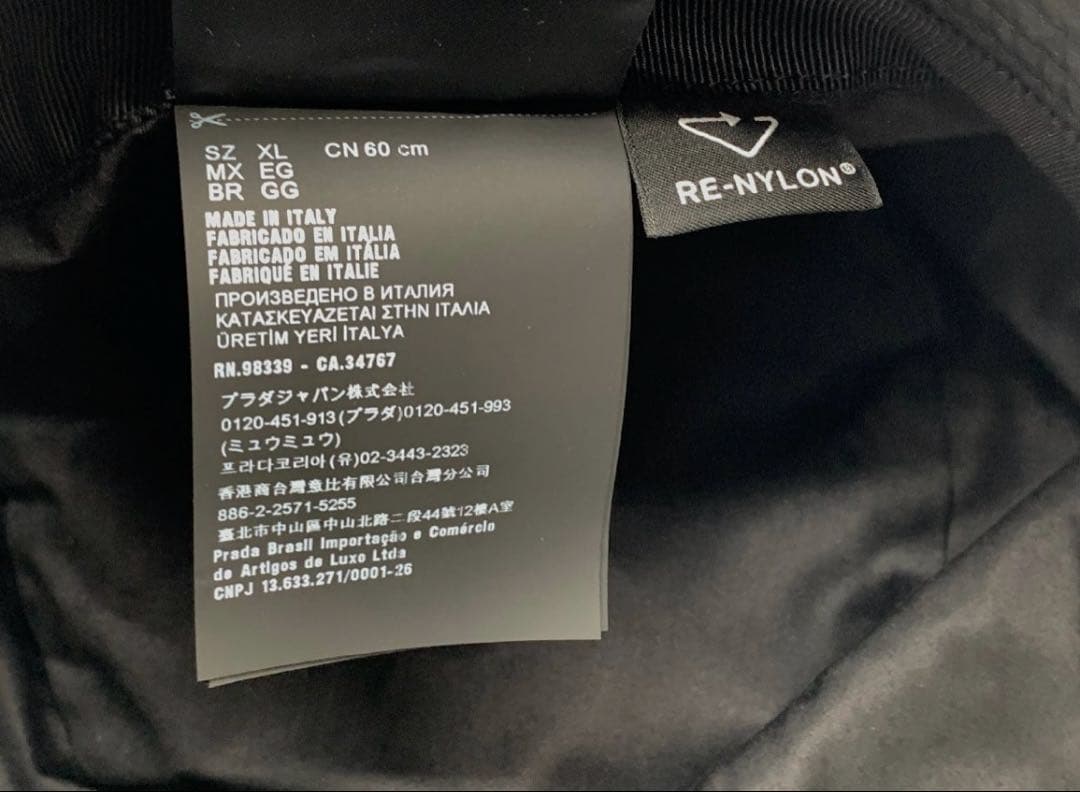 SZ XL CN 60 cm
MX EG
BR GG
MADE IN ITALY
FABRICADO EN ITALIA
FABRICADO EM ITÁLIA
FABRIQUÉ EN ITALIE
ПРОИЗВЕДЕНО В ИТАЛИЯ
ΚΑΤΑΣΚΕΥΑΖΕΤΑΙ ΣΤΗΝ ΙΤΑΛΙΑ
ÜRETİM YERİ İTALYA
RN.98339 - CA.34767
プラダジャパン株式会社
0120-451-913(プラダ)0120-451-993
(ミュウミュウ)
프라다코리아(유)02-3443-2323
香港商台灣意比有限公司台灣分公司
886-2-2571-5255
臺北市中山區中山北路二段44號12樓A室
Prada Brasil Importação e Comércio
de Artigos de Luxo Ltda
CNPJ 13.633.271/0001-26
RE-NYLON®